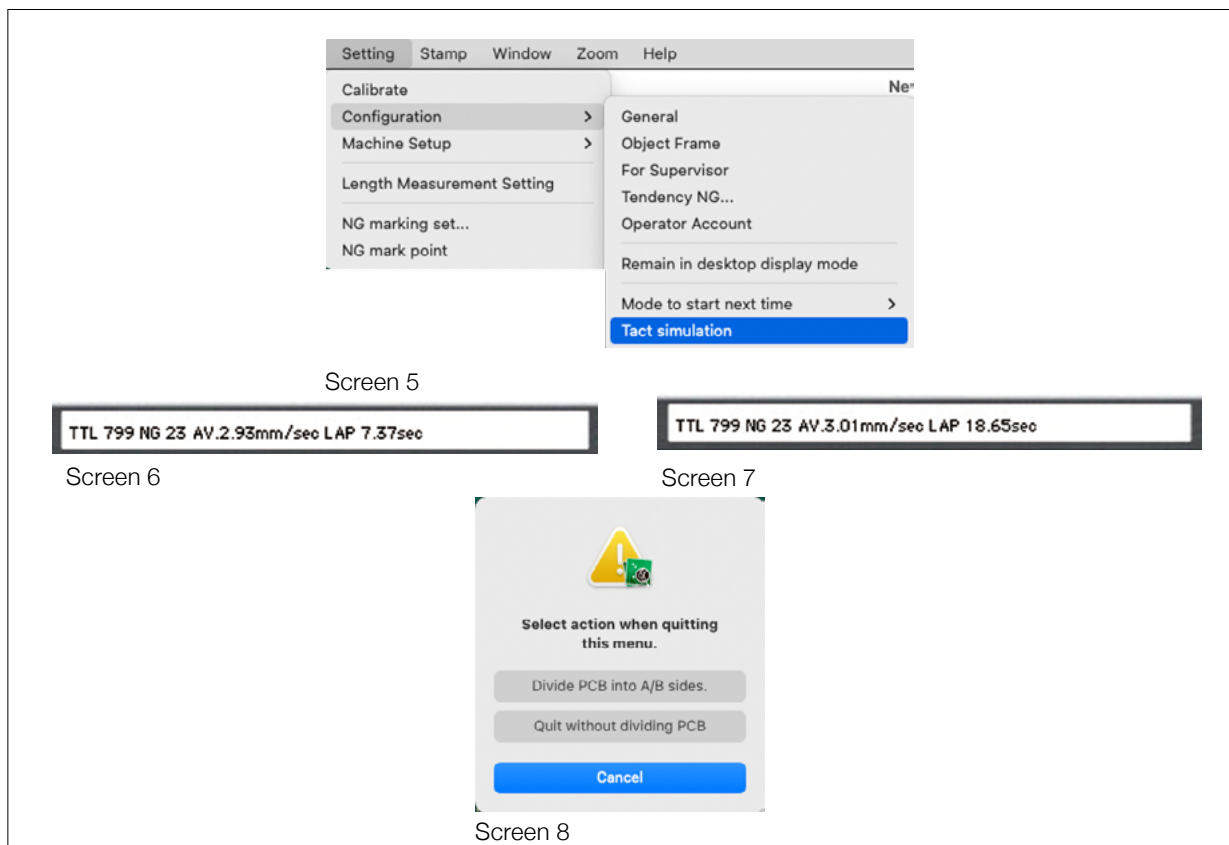 Setting Stamp Window Zoom Help
Calibrate
Configuration >
Machine Setup >
Length Measurement Setting
NG marking set...
NG mark point
General
Object Frame
For Supervisor
Tendency NG...
Operator Account
Remain in desktop display mode
Mode to start next time >
Tact simulation
Screen 5
TTL 799 NG 23 AV.2.93mm/sec LAP 7.37sec
Screen 6
TTL 799 NG 23 AV.3.01mm/sec LAP 18.65sec
Screen 7
Select action when quitting
this menu.
Divide PCB into A/B sides.
Quit without dividing PCB
Cancel
Screen 8